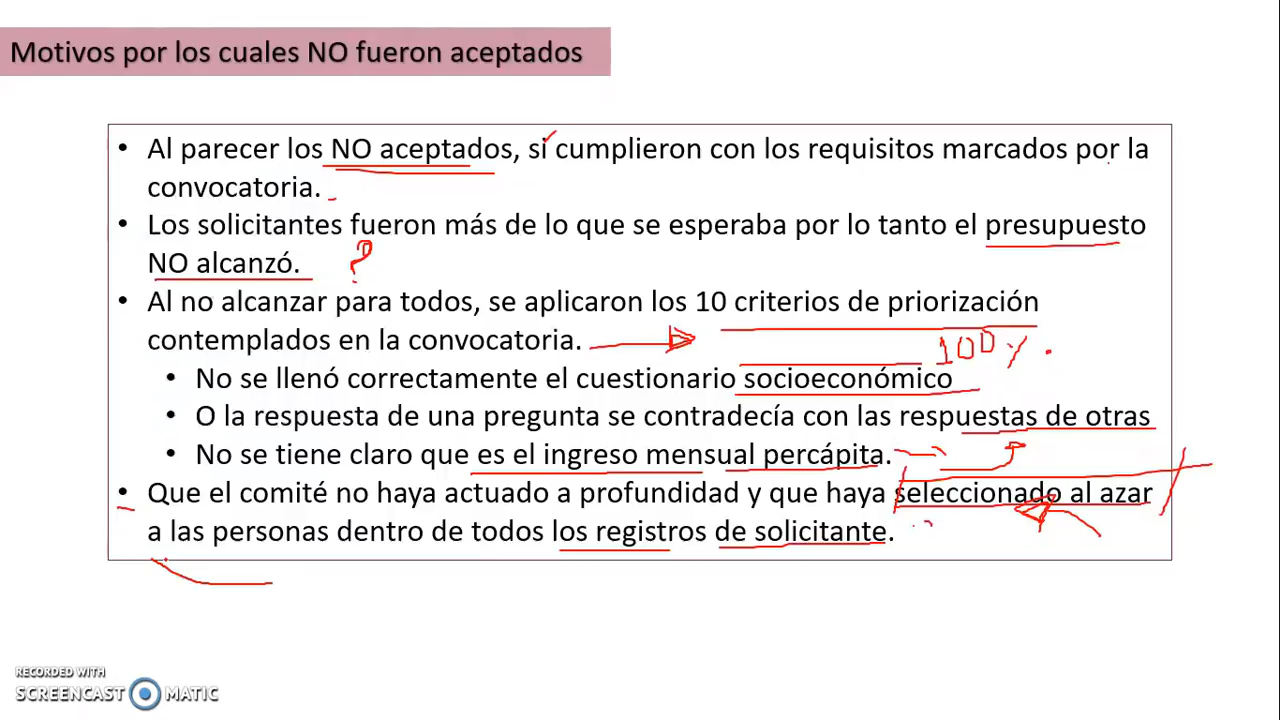 Motivos por los cuales NO fueron aceptados
• Al parecer los NO aceptados, si cumplieron con los requisitos marcados por la
convocatoria.
• Los solicitantes fueron más de lo que se esperaba por lo tanto el presupuesto
NO alcanzó. ?
• Al no alcanzar para todos, se aplicaron los 10 criterios de priorización
contemplados en la convocatoria.
100 %
• No se llenó correctamente el cuestionario socioeconómico
• O la respuesta de una pregunta se contradecía con las respuestas de otras
• No se tiene claro que es el ingreso mensual percápita.
• Que el comité no haya actuado a profundidad y que haya seleccionado al azar
a las personas dentro de todos los registros de solicitante.
RECORDED WITH
SCREENCAST MATIC